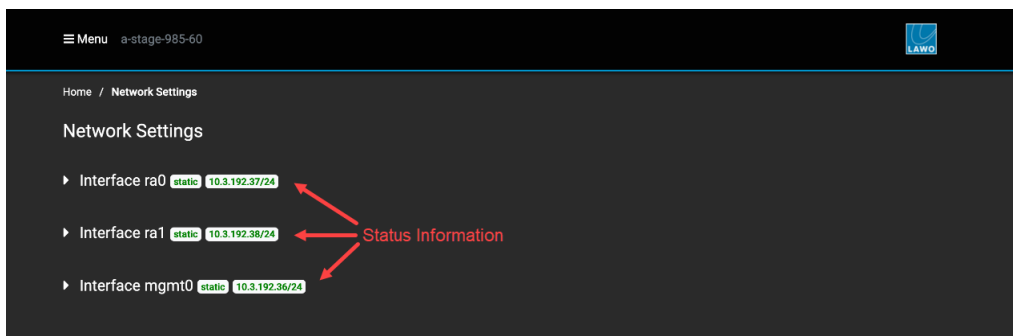 Menu a-stage-985-60
LAWO
Home / Network Settings
Network Settings
Interface ra0 static 10.3.192.37/24
Interface ra1 static 10.3.192.38/24
Status Information
Interface mgmt0 static 10.3.192.36/24